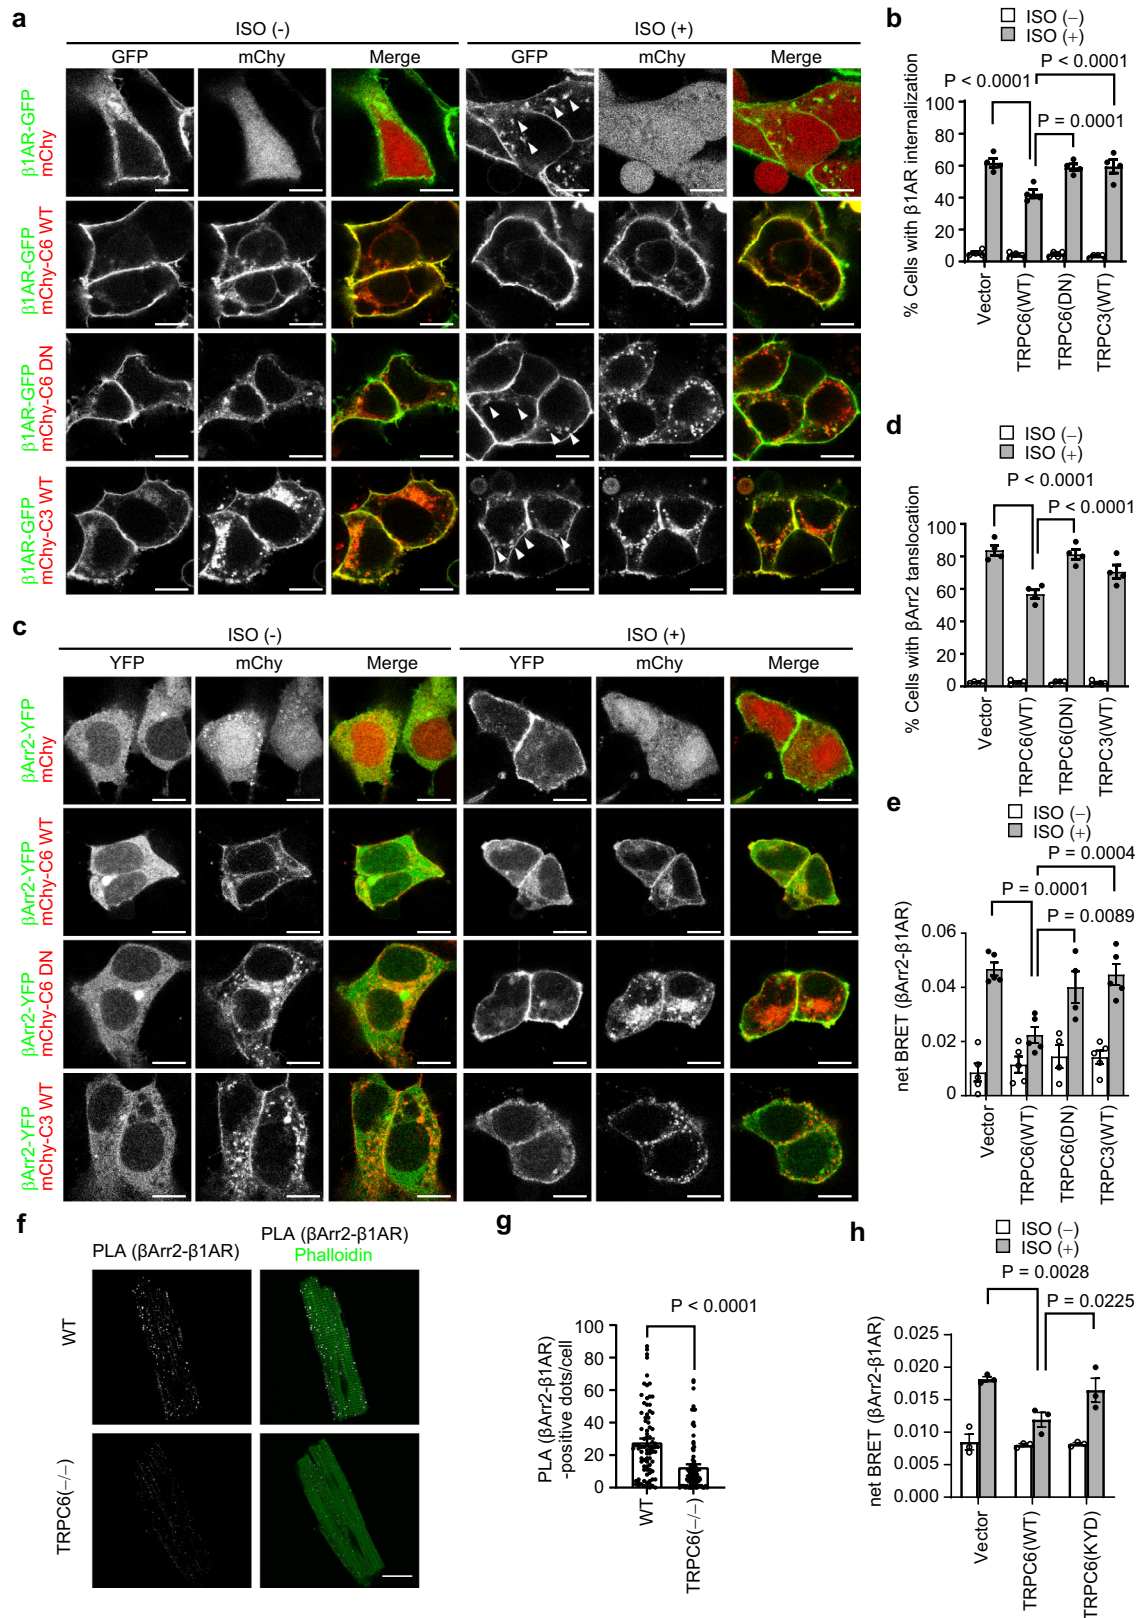 a
ISO (-)
ISO (+)
GFP
mChy
Merge
GFP
mChy
Merge
β1AR-GFP
mChy
β1AR-GFP
mChy-C6 WT
β1AR-GFP
mChy-C6 DN
β1AR-GFP
mChy-C3 WT
b
ISO (−)
ISO (+)
P < 0.0001
P < 0.0001
P = 0.0001
% Cells with β1AR internalization
100
80
60
40
20
0
Vector
TRPC6(WT)
TRPC6(DN)
TRPC3(WT)
c
ISO (-)
ISO (+)
YFP
mChy
Merge
YFP
mChy
Merge
βArr2-YFP
mChy
βArr2-YFP
mChy-C6 WT
βArr2-YFP
mChy-C6 DN
βArr2-YFP
mChy-C3 WT
d
ISO (−)
ISO (+)
P < 0.0001
P < 0.0001
% Cells with βArr2 tanslocation
100
80
60
40
20
0
Vector
TRPC6(WT)
TRPC6(DN)
TRPC3(WT)
e
ISO (−)
ISO (+)
P = 0.0004
P = 0.0001
P = 0.0089
net BRET (βArr2-β1AR)
0.06
0.04
0.02
0
Vector
TRPC6(WT)
TRPC6(DN)
TRPC3(WT)
f
PLA (βArr2-β1AR)
PLA (βArr2-β1AR)
Phalloidin
WT
TRPC6(−/−)
g
P < 0.0001
PLA (βArr2-β1AR)
-positive dots/cell
100
80
60
40
20
0
WT
TRPC6(−/−)
h
ISO (−)
ISO (+)
P = 0.0028
P = 0.0225
net BRET (βArr2-β1AR)
0.025
0.020
0.015
0.010
0.005
0.000
Vector
TRPC6(WT)
TRPC6(KYD)